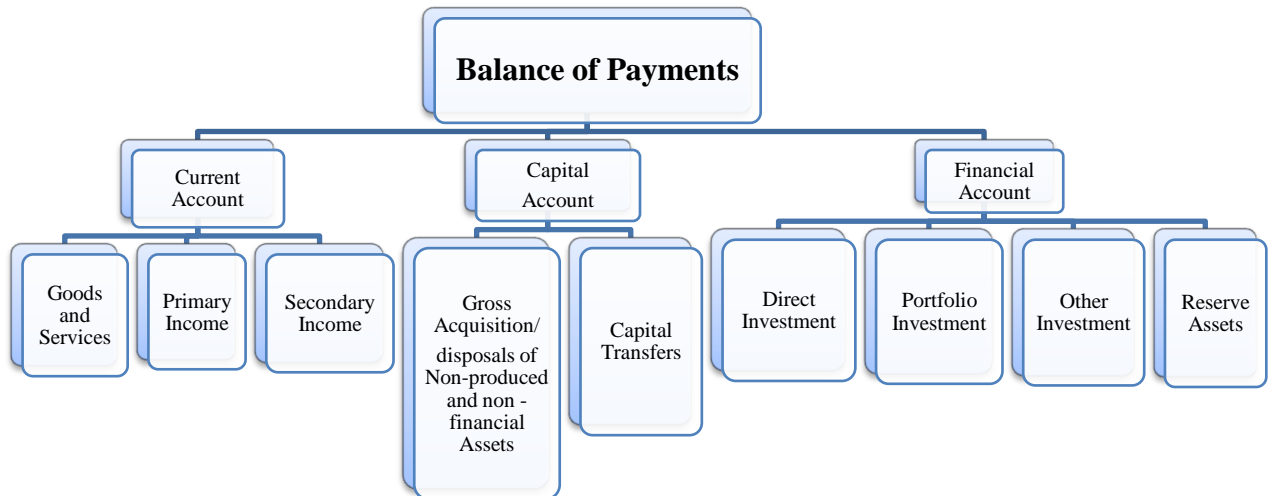 Balance of Payments
Current
Account
Capital
Account
Financial
Account
Goods
and
Services
Primary
Income
Secondary
Income
Gross
Acquisition/
disposals of
Non-produced
and non -
financial
Assets
Capital
Transfers
Direct
Investment
Portfolio
Investment
Other
Investment
Reserve
Assets